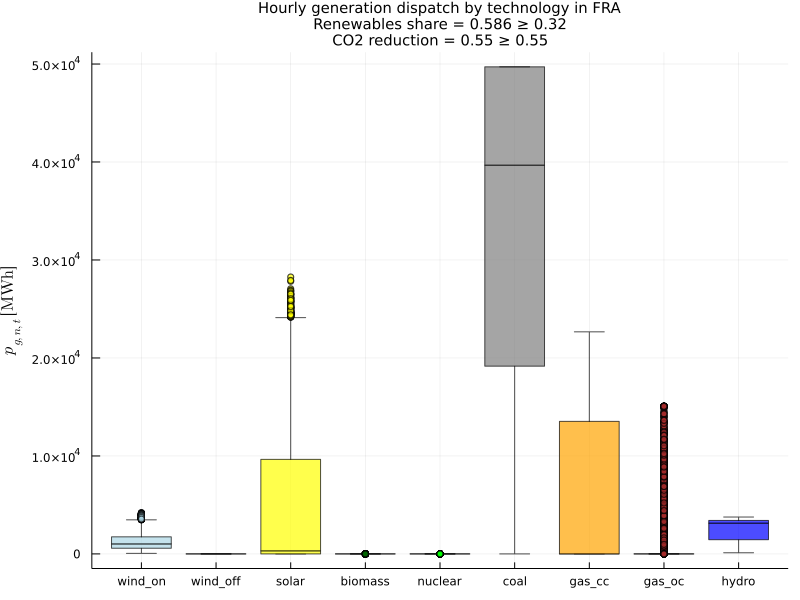 Hourly generation dispatch by technology in FRA
Renewables share = 0.586 ≥ 0.32
CO2 reduction = 0.55 ≥ 0.55
5.0×10⁴
4.0×10⁴
3.0×10⁴
2.0×10⁴
1.0×10⁴
0
p_{g,n,t} [MWh]
wind_on wind_off solar biomass nuclear coal gas_cc gas_oc hydro